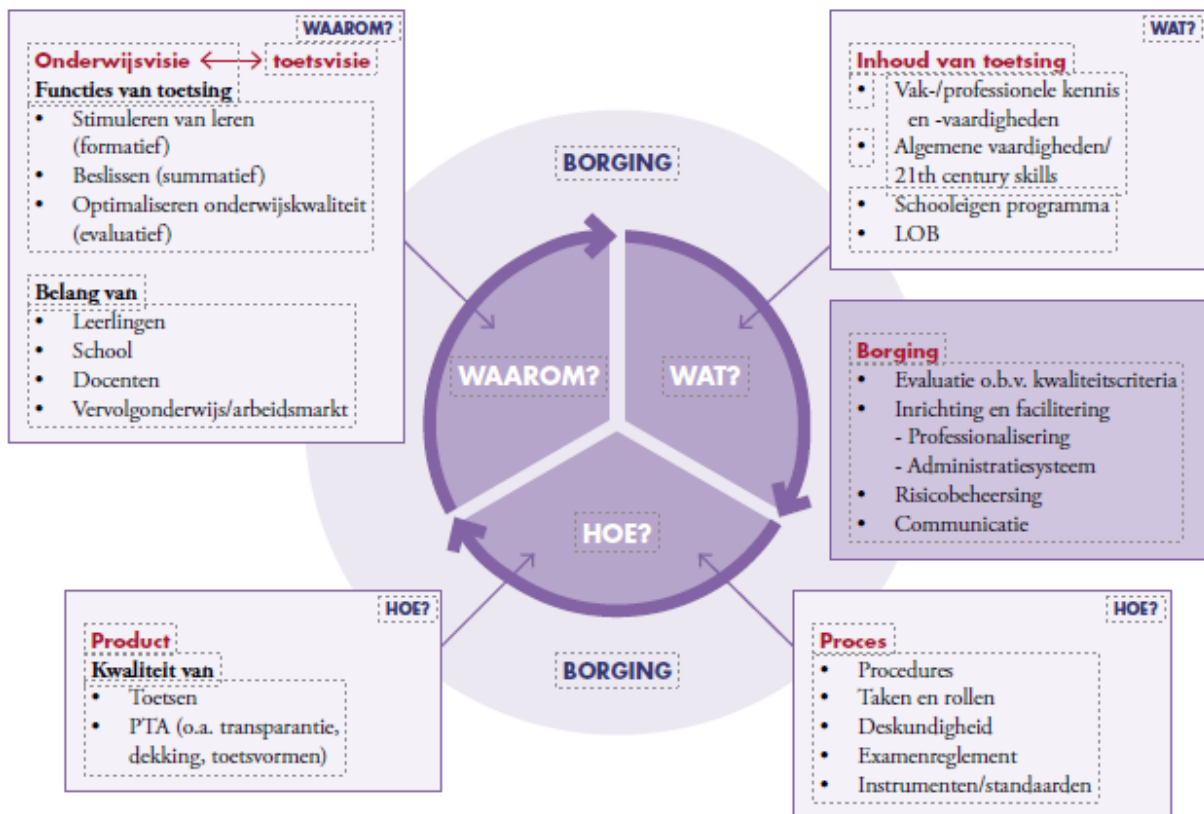 WAAROM?
Onderwijsvisie ⟷ toetsvisie
Functies van toetsing
• Stimuleren van leren
(formatief)
• Beslissen (summatief)
• Optimaliseren onderwijskwaliteit
(evaluatief)
Belang van
• Leerlingen
• School
• Docenten
• Vervolgonderwijs/arbeidsmarkt
WAT?
Inhoud van toetsing
• Vak-/professionele kennis
en -vaardigheden
• Algemene vaardigheden/
21th century skills
• Schooleigen programma
• LOB
BORGING
WAAROM?
WAT?
HOE?
BORGING
Borging
• Evaluatie o.b.v. kwaliteitscriteria
• Inrichting en facilitering
- Professionalisering
- Administratiesysteem
• Risicobeheersing
• Communicatie
HOE?
Product
Kwaliteit van
• Toetsen
• PTA (o.a. transparantie,
dekking, toetsvormen)
HOE?
Proces
• Procedures
• Taken en rollen
• Deskundigheid
• Examenreglement
• Instrumenten/standaarden